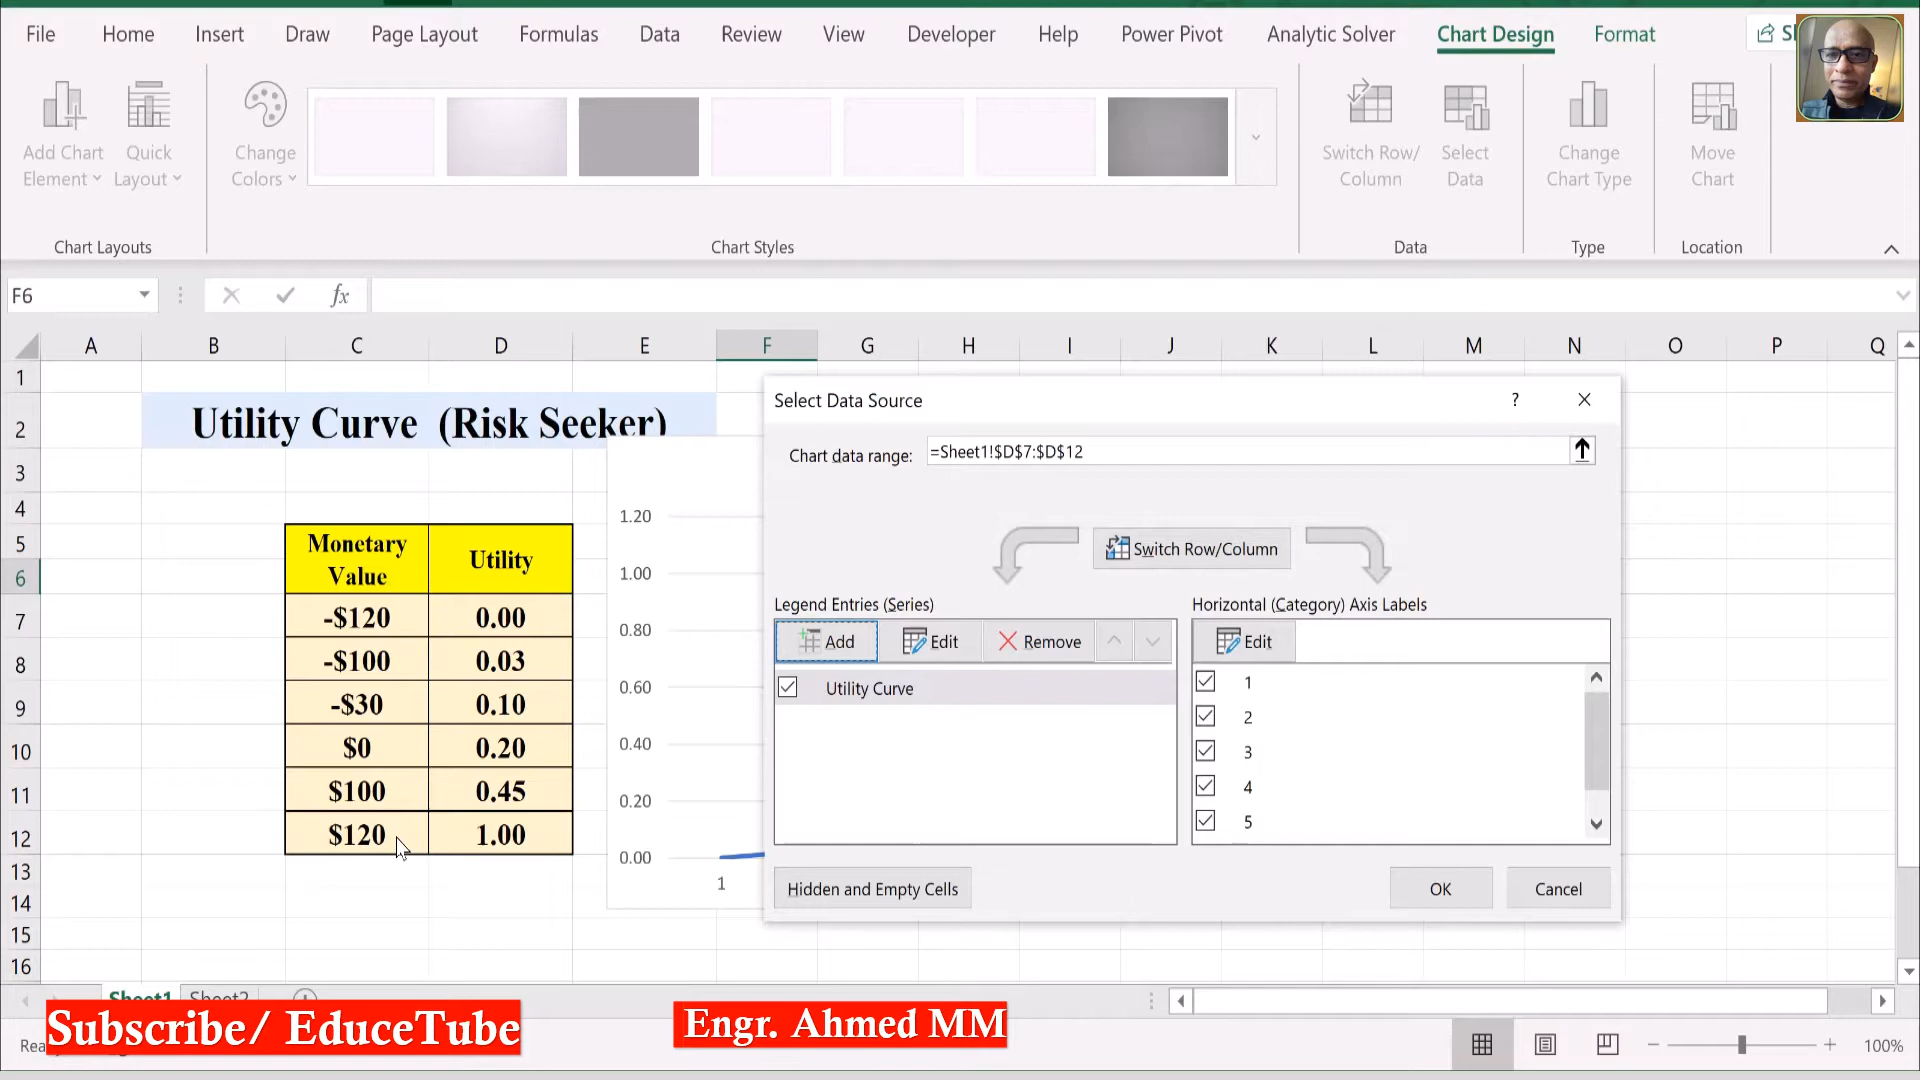 File Home Insert Draw Page Layout Formulas Data Review View Developer Help Power Pivot Analytic Solver Chart Design Format
Add Chart Element
Quick Layout
Change Colors
Switch Row/ Column
Select Data
Change Chart Type
Move Chart
Chart Layouts Chart Styles Data Type Location
F6 fx
A B C D E F G H I J K L M N O P Q
1
2 Utility Curve (Risk Seeker)
3
4
5 Monetary Value Utility
6
7 -$120 0.00
8 -$100 0.03
9 -$30 0.10
10 $0 0.20
11 $100 0.45
12 $120 1.00
13
14
15
16
1.20
1.00
0.80
0.60
0.40
0.20
0.00
1
Select Data Source ?
Chart data range: =Sheet1!$D$7:$D$12
Switch Row/Column
Legend Entries (Series) Horizontal (Category) Axis Labels
Add Edit Remove Edit
Utility Curve
1
2
3
4
5
Hidden and Empty Cells OK Cancel
Sheet1 Sheet2
Subscribe/ EduceTube
Engr. Ahmed MM
100%